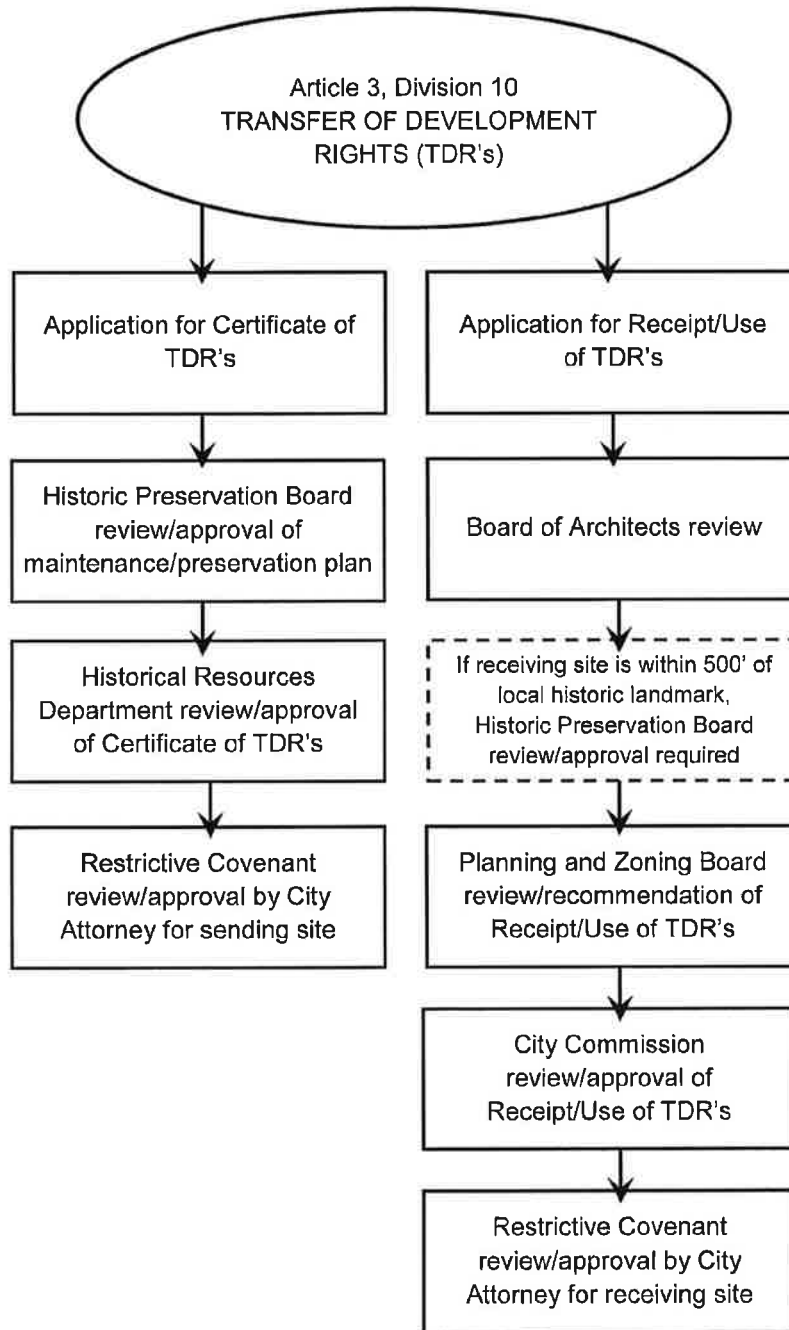 Article 3, Division 10
TRANSFER OF DEVELOPMENT
RIGHTS (TDR's)
Application for Certificate of
TDR's
Historic Preservation Board
review/approval of
maintenance/preservation plan
Historical Resources
Department review/approval
of Certificate of TDR's
Restrictive Covenant
review/approval by City
Attorney for sending site
Application for Receipt/Use
of TDR's
Board of Architects review
If receiving site is within 500' of
local historic landmark,
Historic Preservation Board
review/approval required
Planning and Zoning Board
review/recommendation of
Receipt/Use of TDR's
City Commission
review/approval of
Receipt/Use of TDR's
Restrictive Covenant
review/approval by City
Attorney for receiving site